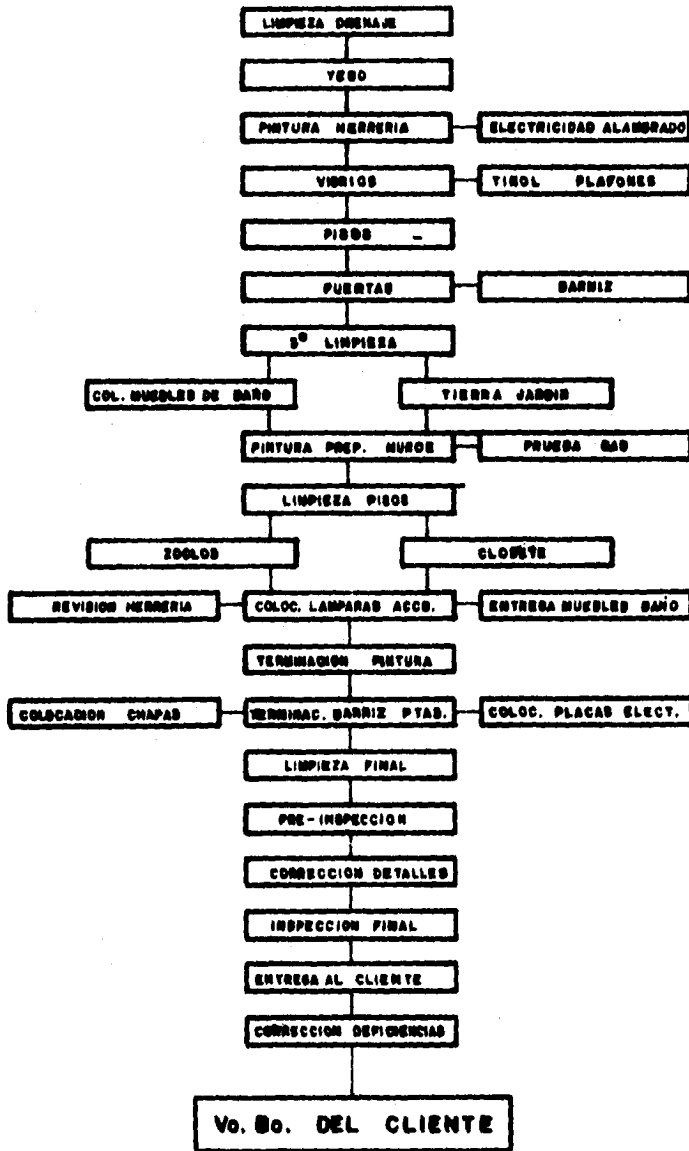 LIMPIEZA DRENAJE
YESO
PINTURA HERRERIA
ELECTRICIDAD ALAMBRADO
VIDRIOS
TIROL PLAFONES
PISOS
PUERTAS
BARNIZ
3ª LIMPIEZA
COL. MUEBLES DE BAÑO
TIERRA JARDIN
PINTURA PREP. MUROS
PRUEBA GAS
LIMPIEZA PISOS
ZOCLOS
CLOSETS
REVISION HERRERIA
COLOC. LAMPARAS ACCS.
ENTREGA MUEBLES BAÑO
TERMINACION PINTURA
COLOCACION CHAPAS
TERMINAC. BARNIZ PTAS.
COLOC. PLACAS ELECT.
LIMPIEZA FINAL
PRE-INSPECCION
CORRECCION DETALLES
INSPECCION FINAL
ENTREGA AL CLIENTE
CORRECCION DEFICIENCIAS
Vo. Bo. DEL CLIENTE